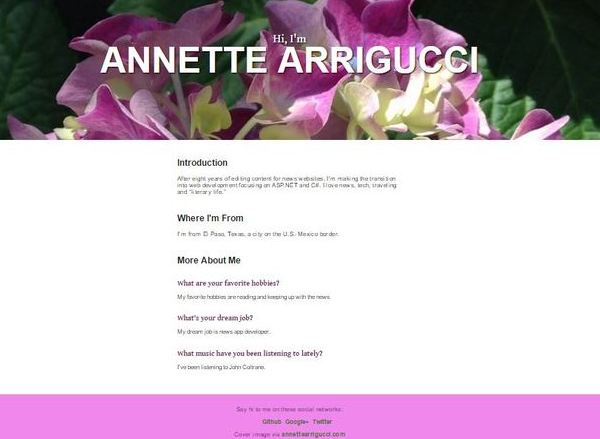 Hi, I'm
ANNETTE ARRIGUCCI
Introduction
After eight years of editing content for news websites, I'm making the transition
into web development focusing on ASP.NET and C#. I love news, tech, traveling
and "literary life."
Where I'm From
I'm from El Paso, Texas, a city on the U.S.-Mexico border.
More About Me
What are your favorite hobbies?
My favorite hobbies are reading and keeping up with the news.
What's your dream job?
My dream job is news app developer.
What music have you been listening to lately?
I've been listening to John Coltrane.
Say hi to me on these social networks:
Github Google+ Twitter
Cover image via annettearrigucci.com